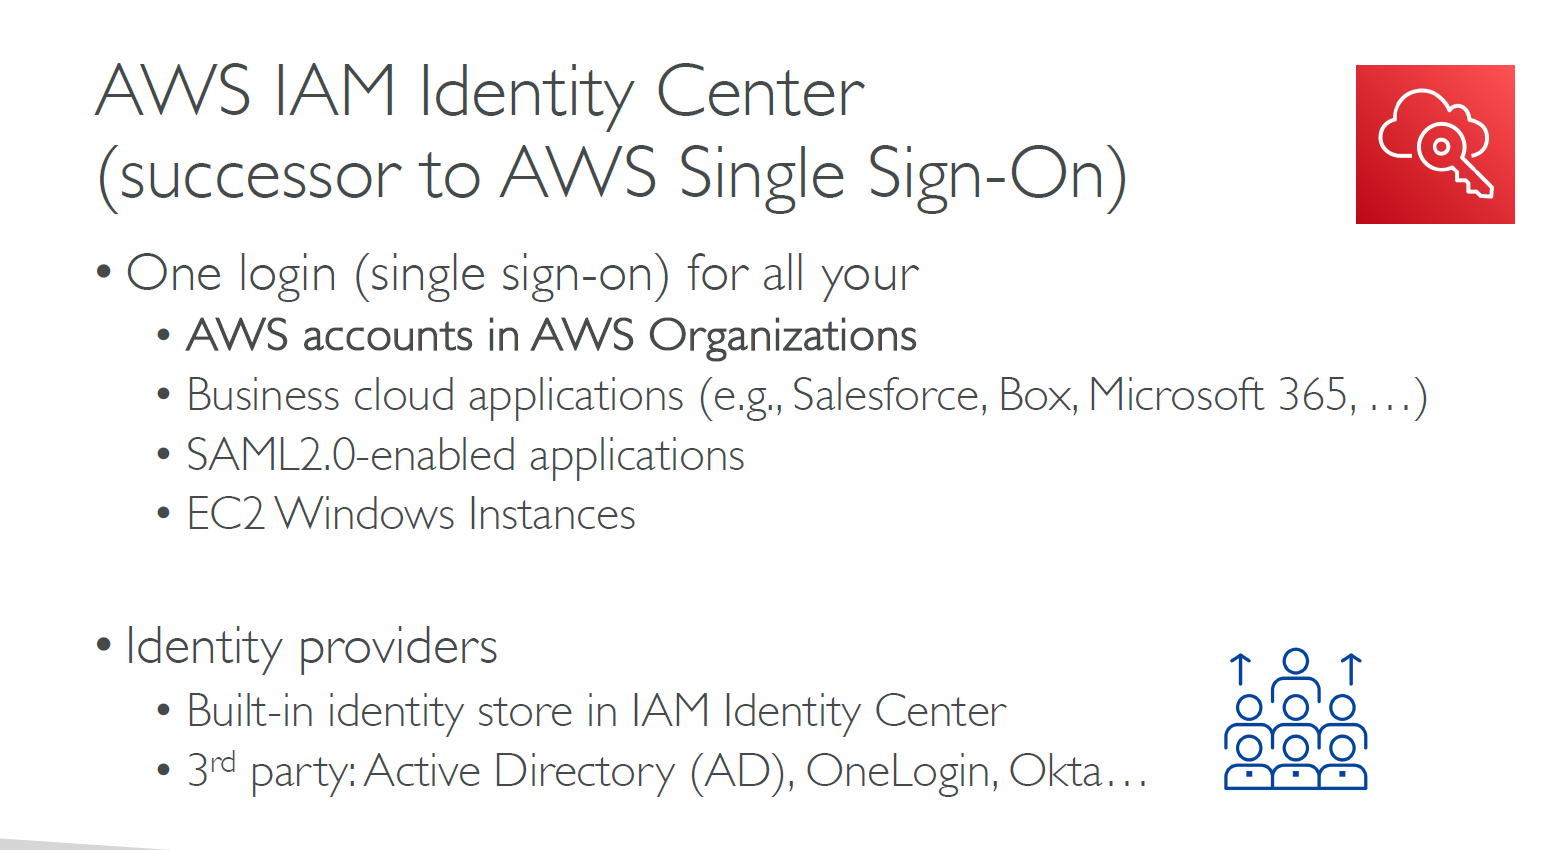 AWS IAM Identity Center
(successor to AWS Single Sign-On)
• One login (single sign-on) for all your
• AWS accounts in AWS Organizations
• Business cloud applications (e.g., Salesforce, Box, Microsoft 365, …)
• SAML2.0-enabled applications
• EC2 Windows Instances
• Identity providers
• Built-in identity store in IAM Identity Center
• 3rd party: Active Directory (AD), OneLogin, Okta…